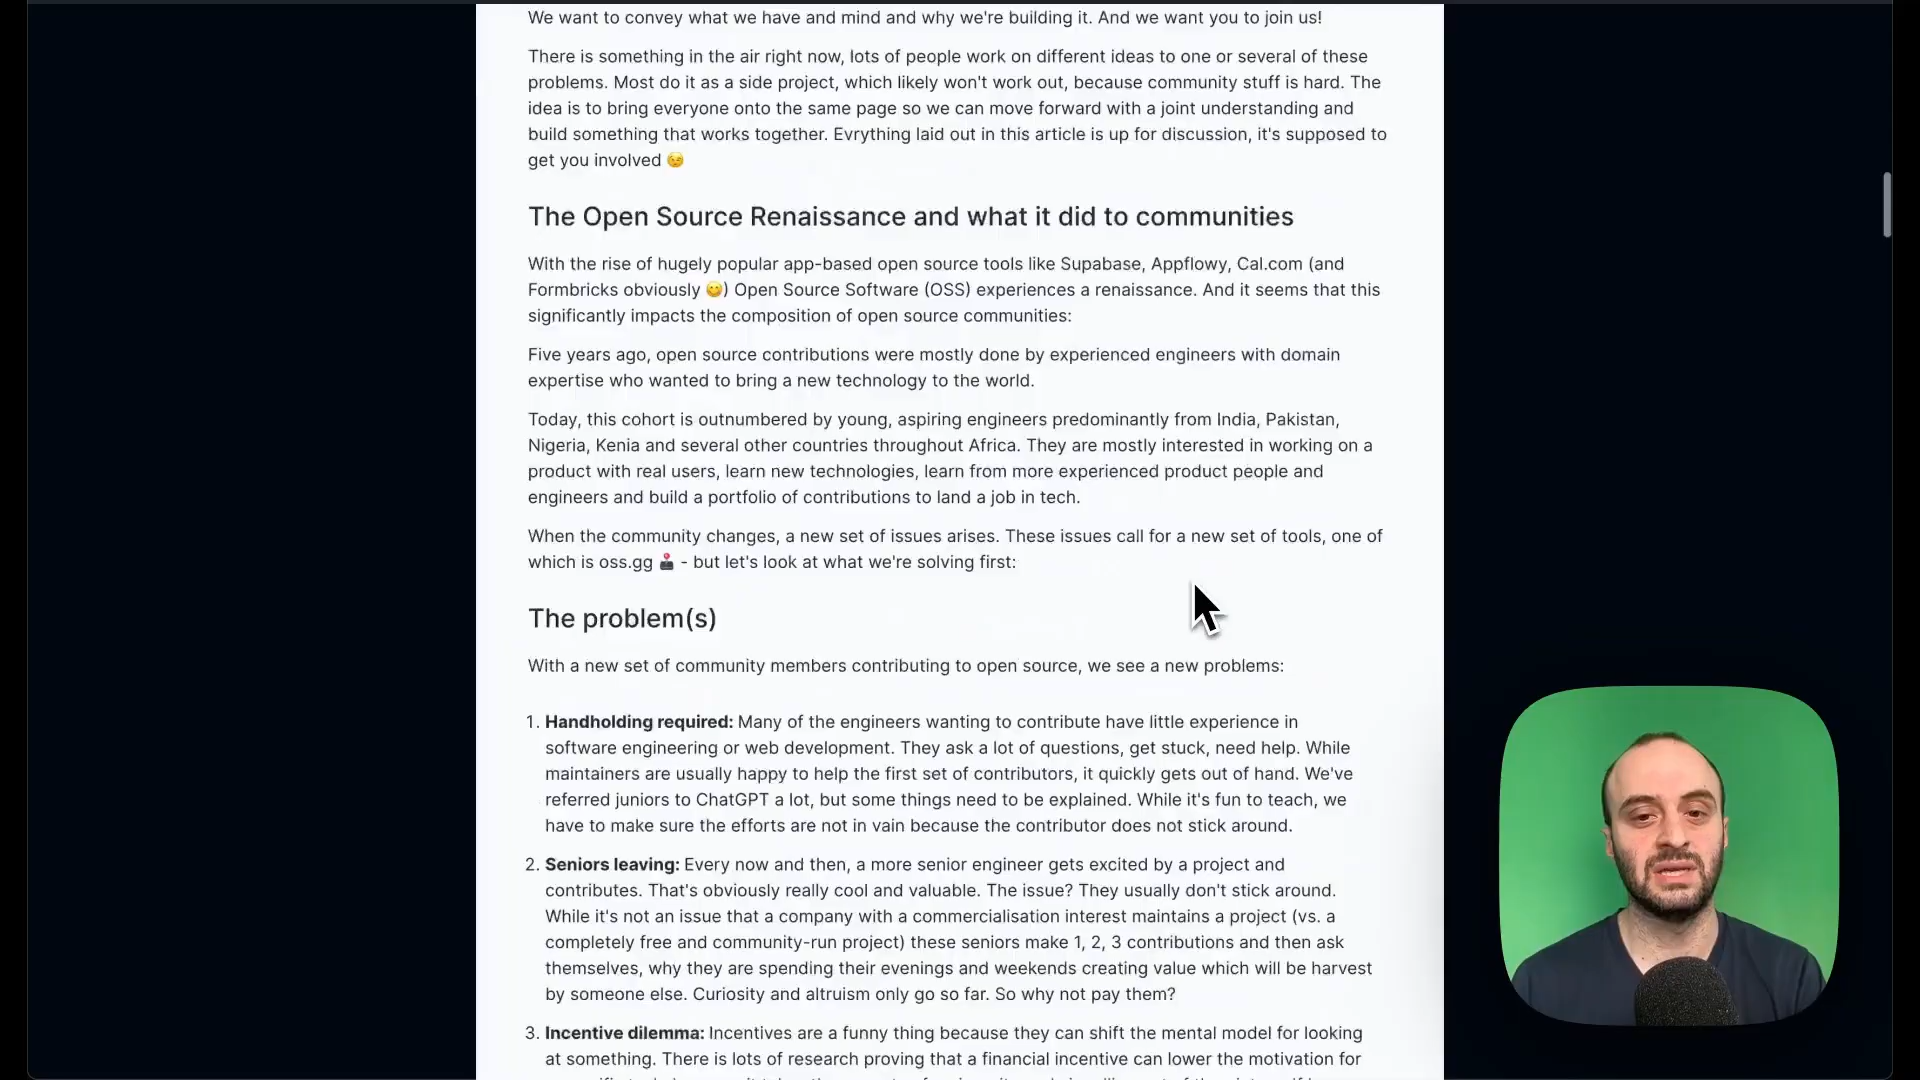 We want to convey what we have and mind and why we're building it. And we want you to join us!
There is something in the air right now, lots of people work on different ideas to one or several of these
problems. Most do it as a side project, which likely won't work out, because community stuff is hard. The
idea is to bring everyone onto the same page so we can move forward with a joint understanding and
build something that works together. Evrything laid out in this article is up for discussion, it's supposed to
get you involved 😉
The Open Source Renaissance and what it did to communities
With the rise of hugely popular app-based open source tools like Supabase, Appflowy, Cal.com (and
Formbricks obviously 😋) Open Source Software (OSS) experiences a renaissance. And it seems that this
significantly impacts the composition of open source communities:
Five years ago, open source contributions were mostly done by experienced engineers with domain
expertise who wanted to bring a new technology to the world.
Today, this cohort is outnumbered by young, aspiring engineers predominantly from India, Pakistan,
Nigeria, Kenia and several other countries throughout Africa. They are mostly interested in working on a
product with real users, learn new technologies, learn from more experienced product people and
engineers and build a portfolio of contributions to land a job in tech.
When the community changes, a new set of issues arises. These issues call for a new set of tools, one of
which is oss.gg 🕹️ - but let's look at what we're solving first:
The problem(s)
With a new set of community members contributing to open source, we see a new problems:
1. Handholding required: Many of the engineers wanting to contribute have little experience in
software engineering or web development. They ask a lot of questions, get stuck, need help. While
maintainers are usually happy to help the first set of contributors, it quickly gets out of hand. We've
referred juniors to ChatGPT a lot, but some things need to be explained. While it's fun to teach, we
have to make sure the efforts are not in vain because the contributor does not stick around.
2. Seniors leaving: Every now and then, a more senior engineer gets excited by a project and
contributes. That's obviously really cool and valuable. The issue? They usually don't stick around.
While it's not an issue that a company with a commercialisation interest maintains a project (vs. a
completely free and community-run project) these seniors make 1, 2, 3 contributions and then ask
themselves, why they are spending their evenings and weekends creating value which will be harvest
by someone else. Curiosity and altruism only go so far. So why not pay them?
3. Incentive dilemma: Incentives are a funny thing because they can shift the mental model for looking
at something. There is lots of research proving that a financial incentive can lower the motivation for